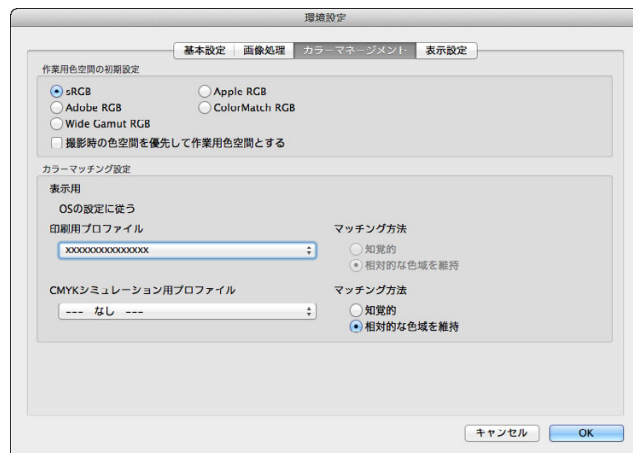 環境設定
基本設定 画像処理 カラーマネージメント 表示設定
作業用色空間の初期設定
sRGB Apple RGB
Adobe RGB ColorMatch RGB
Wide Gamut RGB
撮影時の色空間を優先して作業用色空間とする
カラーマッチング設定
表示用
OSの設定に従う
印刷用プロファイル マッチング方法
xxxxxxxxxxxxxxx 知覚的
相対的な色域を維持
CMYKシミュレーション用プロファイル マッチング方法
--- なし --- 知覚的
相対的な色域を維持
キャンセル OK